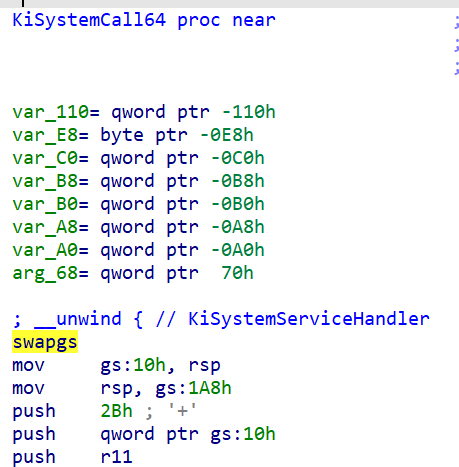 KiSystemCall64 proc near ;
;
;
var_110= qword ptr -110h
var_E8= byte ptr -0E8h
var_C0= qword ptr -0C0h
var_B8= qword ptr -0B8h
var_B0= qword ptr -0B0h
var_A8= qword ptr -0A8h
var_A0= qword ptr -0A0h
arg_68= qword ptr  70h
; __unwind { // KiSystemServiceHandler
swapgs
mov     gs:10h, rsp
mov     rsp, gs:1A8h
push    2Bh ; '+'
push    qword ptr gs:10h
push    r11